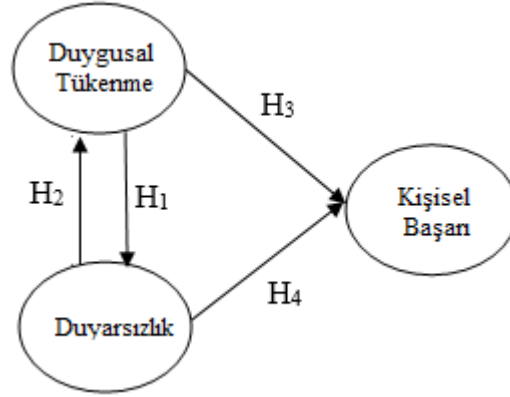 Duygusal
Tükenme
H3
H2
H1
Kişisel
Başarı
Duyarsızlık
H4